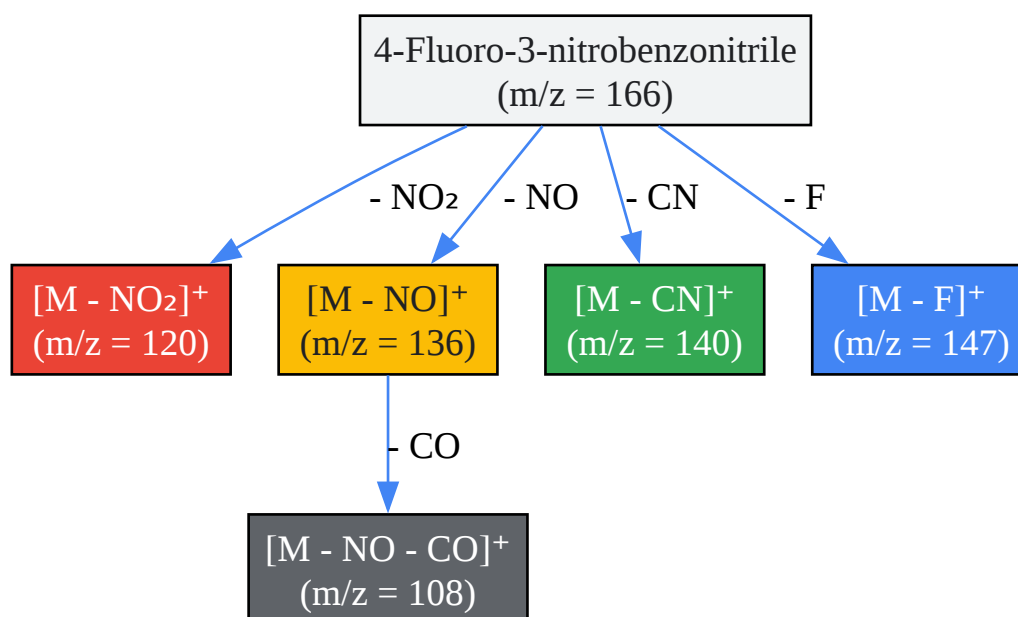 4-Fluoro-3-nitrobenzonitrile
(m/z = 166)
- NO₂
- NO
- CN
- F
[M - NO₂]⁺
(m/z = 120)
[M - NO]⁺
(m/z = 136)
[M - CN]⁺
(m/z = 140)
[M - F]⁺
(m/z = 147)
- CO
[M - NO - CO]⁺
(m/z = 108)